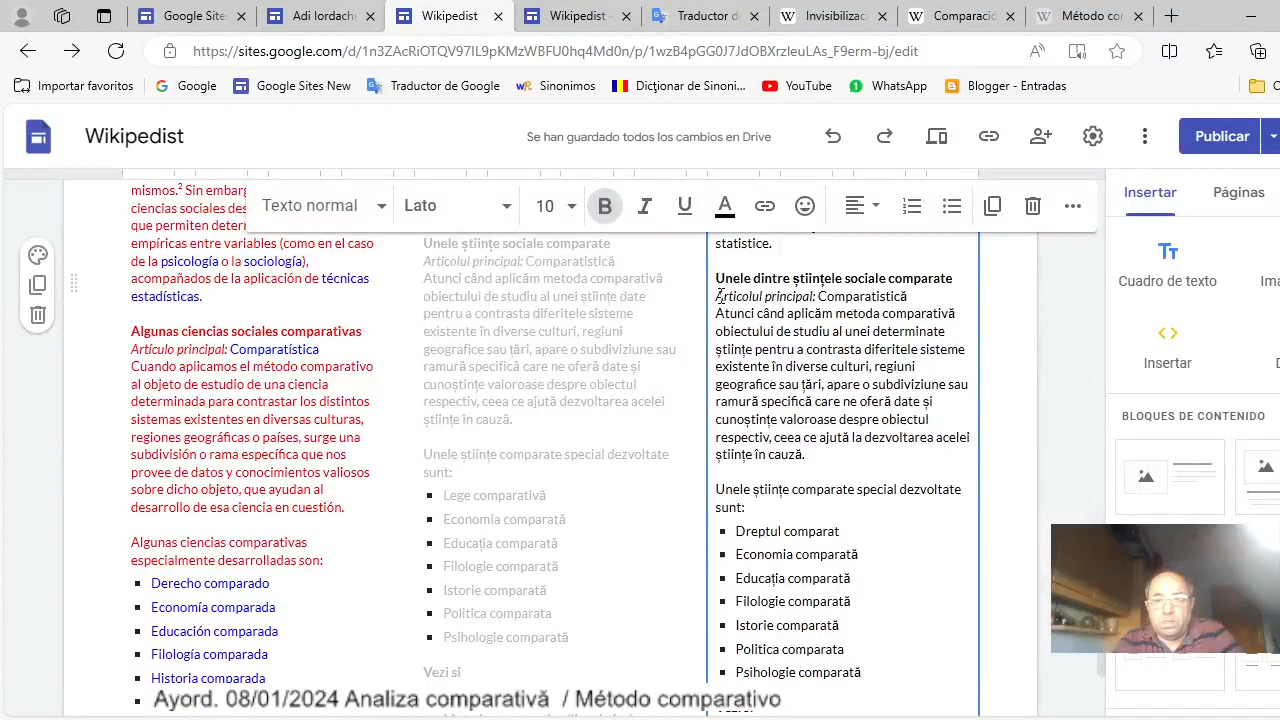 Google Sites
Adi Iordach
Wikipedist
Wikipedist -
Traductor d
Invisibilizac
Comparació
Método con
https://sites.google.com/d/1n3ZAcRiOTQV97IL9pKMzWBFU0hq4Md0n/p/1wzB4pGG0J7JdOBXrzleuLAs_F9erm-bj/edit
Importar favoritos
Google
Google Sites New
Traductor de Google
Sinonimos
Dicționar de Sinoni...
YouTube
WhatsApp
Blogger - Entradas
Wikipedist
Se han guardado todos los cambios en Drive
Publicar
Texto normal
Lato
10
B
I
U
A
Insertar
Páginas
Cuadro de texto
Imá
Insertar
BLOQUES DE CONTENIDO
mismos.² Sin embarg
ciencias sociales des
que permiten determ
empíricas entre variables (como en el caso
de la psicología o la sociología),
acompañados de la aplicación de técnicas
estadísticas.
Algunas ciencias sociales comparativas
Artículo principal: Comparatística
Cuando aplicamos el método comparativo
al objeto de estudio de una ciencia
determinada para contrastar los distintos
sistemas existentes en diversas culturas,
regiones geográficas o países, surge una
subdivisión o rama específica que nos
provee de datos y conocimientos valiosos
sobre dicho objeto, que ayudan al
desarrollo de esa ciencia en cuestión.
Algunas ciencias comparativas
especialmente desarrolladas son:
Derecho comparado
Economía comparada
Educación comparada
Filología comparada
Historia comparada
Unele științe sociale comparate
Articolul principal: Comparatistică
Atunci când aplicăm metoda comparativă
obiectului de studiu al unei științe date
pentru a contrasta diferitele sisteme
existente în diverse culturi, regiuni
geografice sau țări, apare o subdiviziune sau
ramură specifică care ne oferă date și
cunoștințe valoroase despre obiectul
respectiv, ceea ce ajută dezvoltarea acelei
științe în cauză.
Unele științe comparate special dezvoltate
sunt:
Lege comparativă
Economia comparată
Educația comparată
Filologie comparată
Istorie comparată
Politica comparata
Psihologie comparată
Vezi si
statistice.
Unele dintre științele sociale comparate
Articolul principal: Comparatistică
Atunci când aplicăm metoda comparativă
obiectului de studiu al unei determinate
științe pentru a contrasta diferitele sisteme
existente în diverse culturi, regiuni
geografice sau țări, apare o subdiviziune sau
ramură specifică care ne oferă date și
cunoștințe valoroase despre obiectul
respectiv, ceea ce ajută la dezvoltarea acelei
științe în cauză.
Unele științe comparate special dezvoltate
sunt:
Dreptul comparat
Economia comparată
Educația comparată
Filologie comparată
Istorie comparată
Politica comparata
Psihologie comparată
Ayord. 08/01/2024 Analiza comparativă / Método comparativo